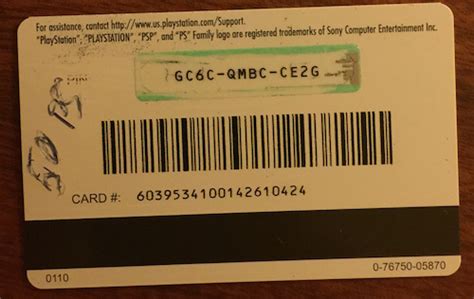 For assistance, contact http://www.us.playstation.com/Support.
"PlayStation", "PLAYSTATION", "PSP", and "PS" Family logo are registered trademarks of Sony Computer Entertainment Inc.
GC6C-QMBC-CE2G
CARD #: 6039534100142610424
0110
0-76750-05870